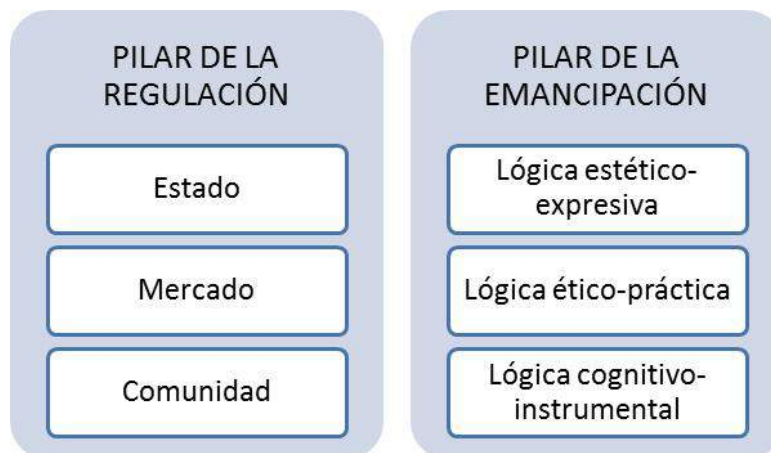 PILAR DE LA
REGULACIÓN
Estado
Mercado
Comunidad
PILAR DE LA
EMANCIPACIÓN
Lógica estético-
expresiva
Lógica ético-práctica
Lógica cognitivo-
instrumental